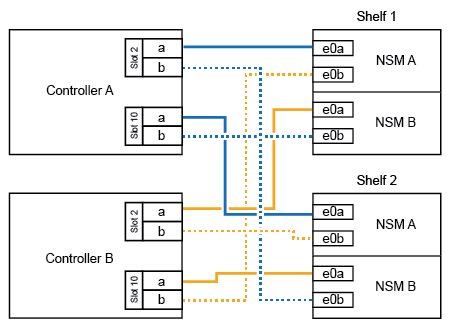 Shelf 1
Controller A
Slot 2
a
b
Slot 10
a
b
e0a
e0b
NSM A
e0a
e0b
NSM B
Shelf 2
Controller B
Slot 2
a
b
Slot 10
a
b
e0a
e0b
NSM A
e0a
e0b
NSM B